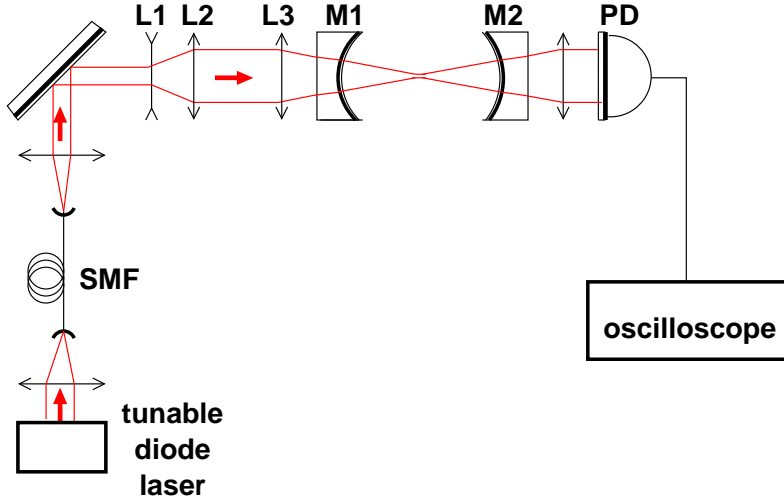 L1 L2 L3 M1 M2 PD
SMF
oscilloscope
tunable
diode
laser